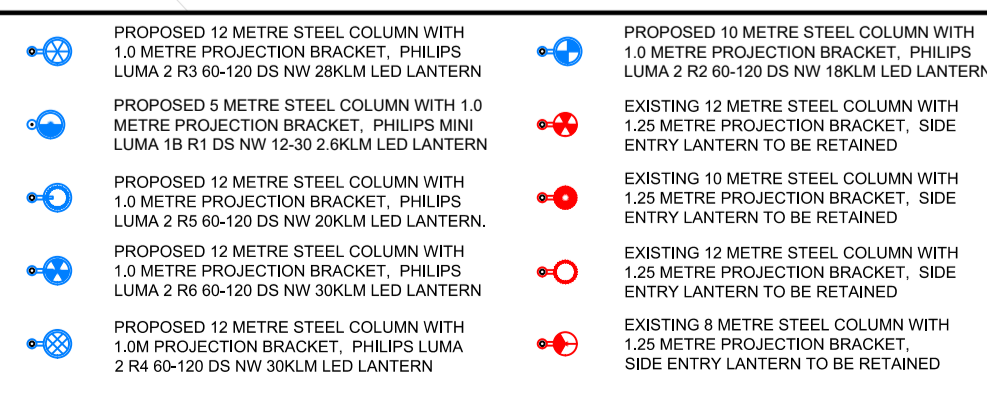 PROPOSED 12 METRE STEEL COLUMN WITH
1.0 METRE PROJECTION BRACKET, PHILIPS
LUMA 2 R3 60-120 DS NW 28KLM LED LANTERN
PROPOSED 5 METRE STEEL COLUMN WITH 1.0
METRE PROJECTION BRACKET, PHILIPS MINI
LUMA 1B R1 DS NW 12-30 2.6KLM LED LANTERN
PROPOSED 12 METRE STEEL COLUMN WITH
1.0 METRE PROJECTION BRACKET, PHILIPS
LUMA 2 R5 60-120 DS NW 20KLM LED LANTERN.
PROPOSED 12 METRE STEEL COLUMN WITH
1.0 METRE PROJECTION BRACKET, PHILIPS
LUMA 2 R6 60-120 DS NW 30KLM LED LANTERN
PROPOSED 12 METRE STEEL COLUMN WITH
1.0M PROJECTION BRACKET, PHILIPS LUMA
2 R4 60-120 DS NW 30KLM LED LANTERN
PROPOSED 10 METRE STEEL COLUMN WITH
1.0 METRE PROJECTION BRACKET, PHILIPS
LUMA 2 R2 60-120 DS NW 18KLM LED LANTERN
EXISTING 12 METRE STEEL COLUMN WITH
1.25 METRE PROJECTION BRACKET, SIDE
ENTRY LANTERN TO BE RETAINED
EXISTING 10 METRE STEEL COLUMN WITH
1.25 METRE PROJECTION BRACKET, SIDE
ENTRY LANTERN TO BE RETAINED
EXISTING 12 METRE STEEL COLUMN WITH
1.25 METRE PROJECTION BRACKET, SIDE
ENTRY LANTERN TO BE RETAINED
EXISTING 8 METRE STEEL COLUMN WITH
1.25 METRE PROJECTION BRACKET,
SIDE ENTRY LANTERN TO BE RETAINED